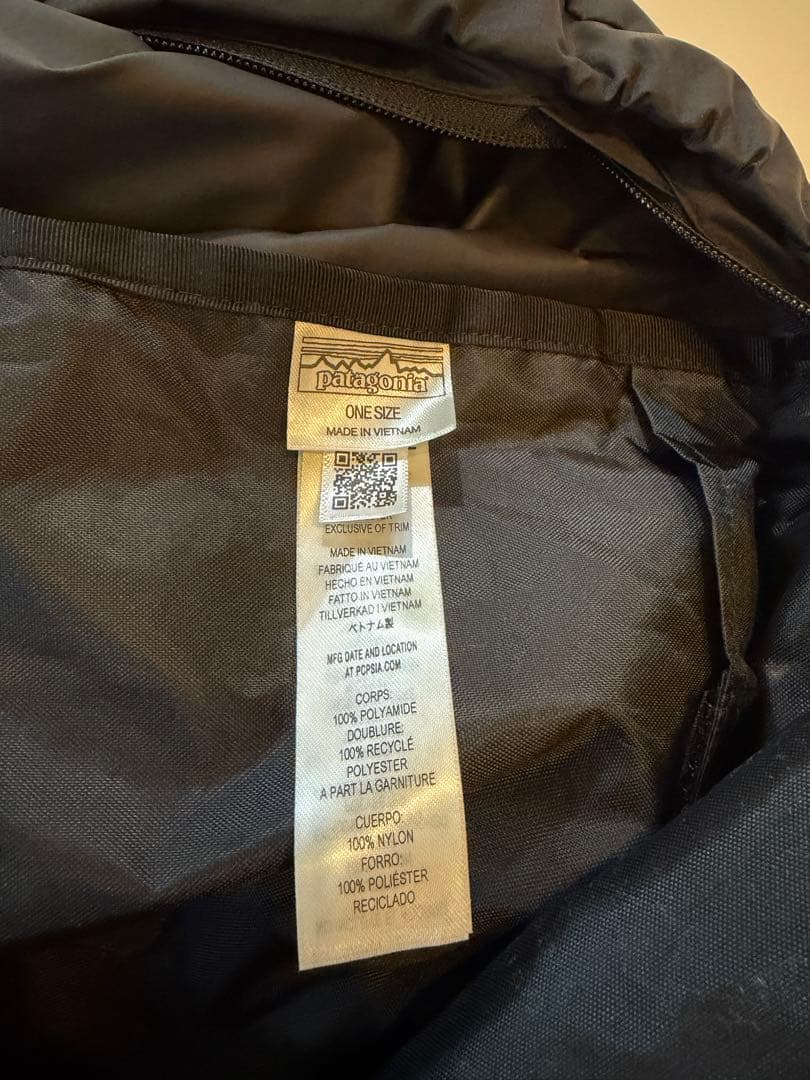 patagonia®
ONE SIZE
MADE IN VIETNAM
EXCLUSIVE OF TRIM
MADE IN VIETNAM
FABRIQUÉ AU VIETNAM
HECHO EN VIETNAM
FATTO IN VIETNAM
TILLVERKAD I VIETNAM
ベトナム製
MFG DATE AND LOCATION
AT PCPSIA.COM
CORPS:
100% POLYAMIDE
DOUBLURE:
100% RECYCLÉ
POLYESTER
A PART LA GARNITURE
CUERPO:
100% NYLON
FORRO:
100% POLIÉSTER
RECICLADO